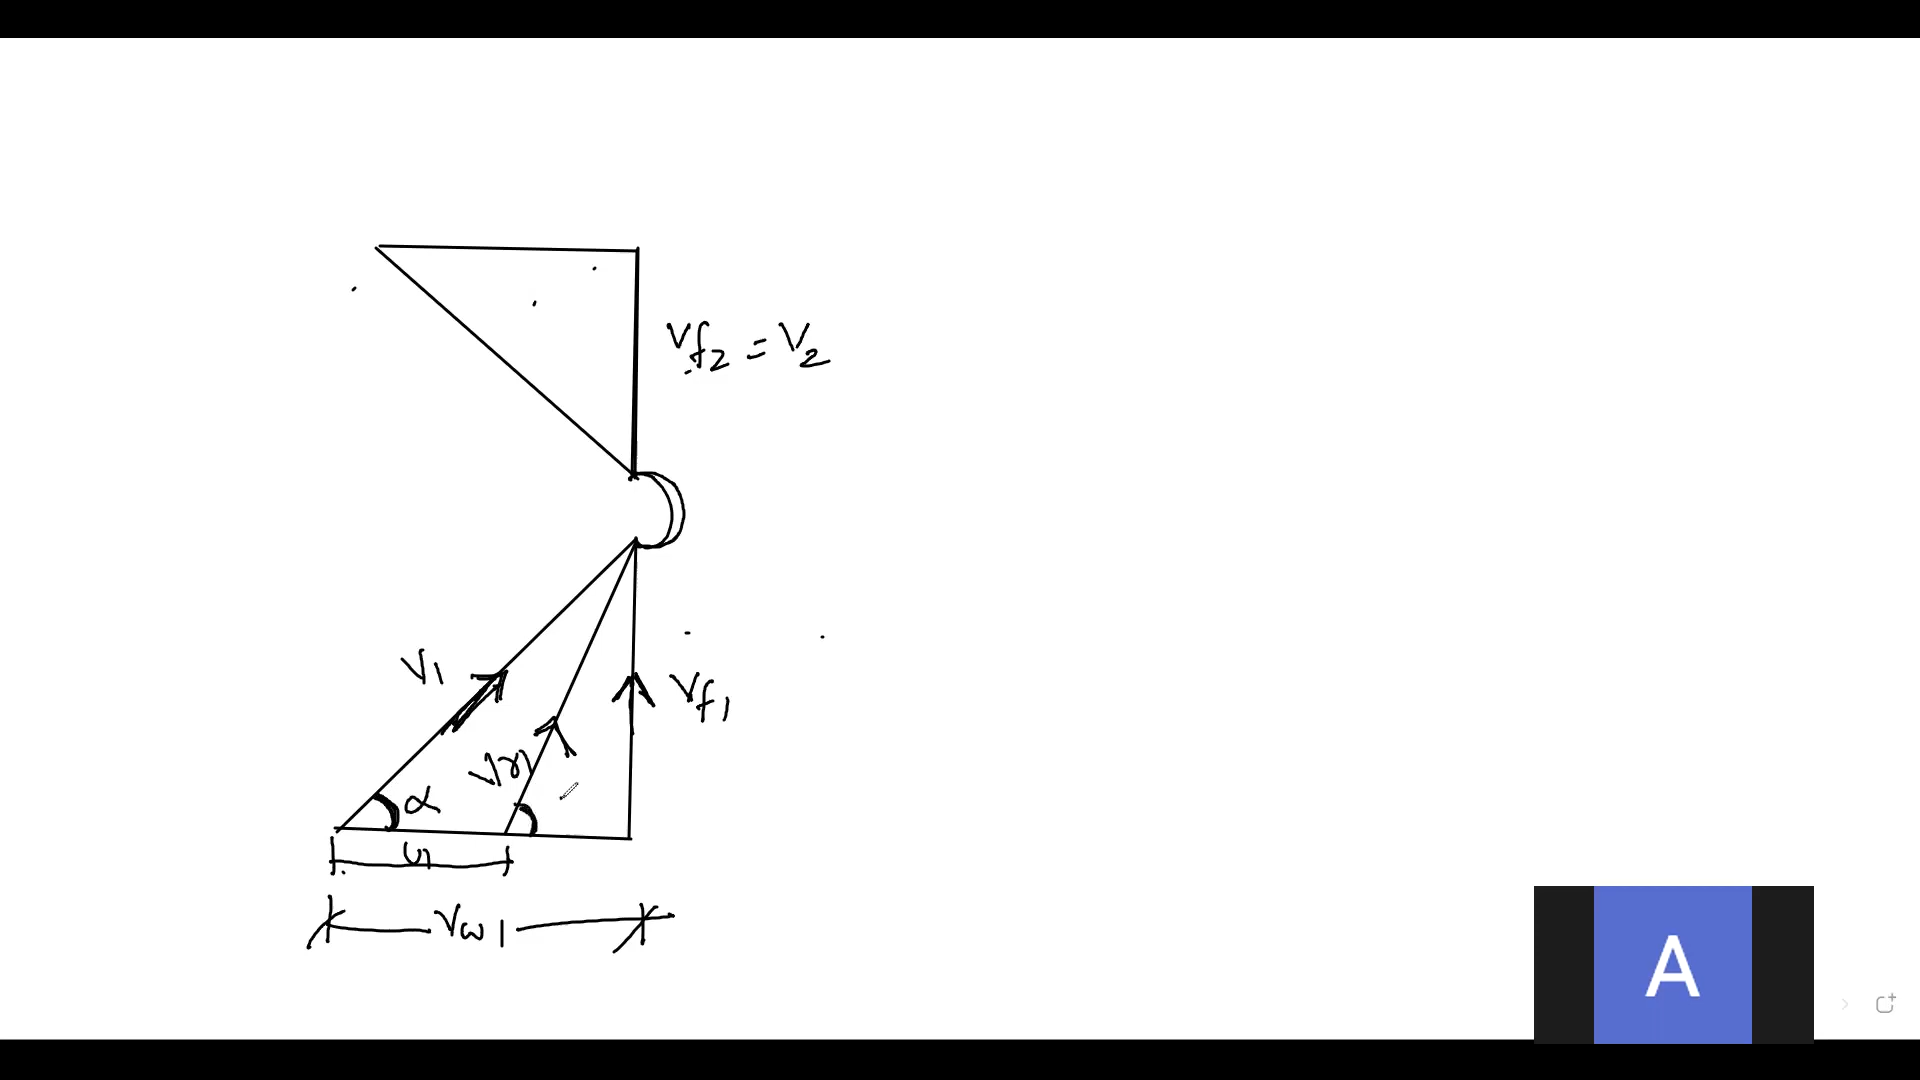 Vf2 = V2
V1
Vf1
Vr1
α
u1
Vw1
A